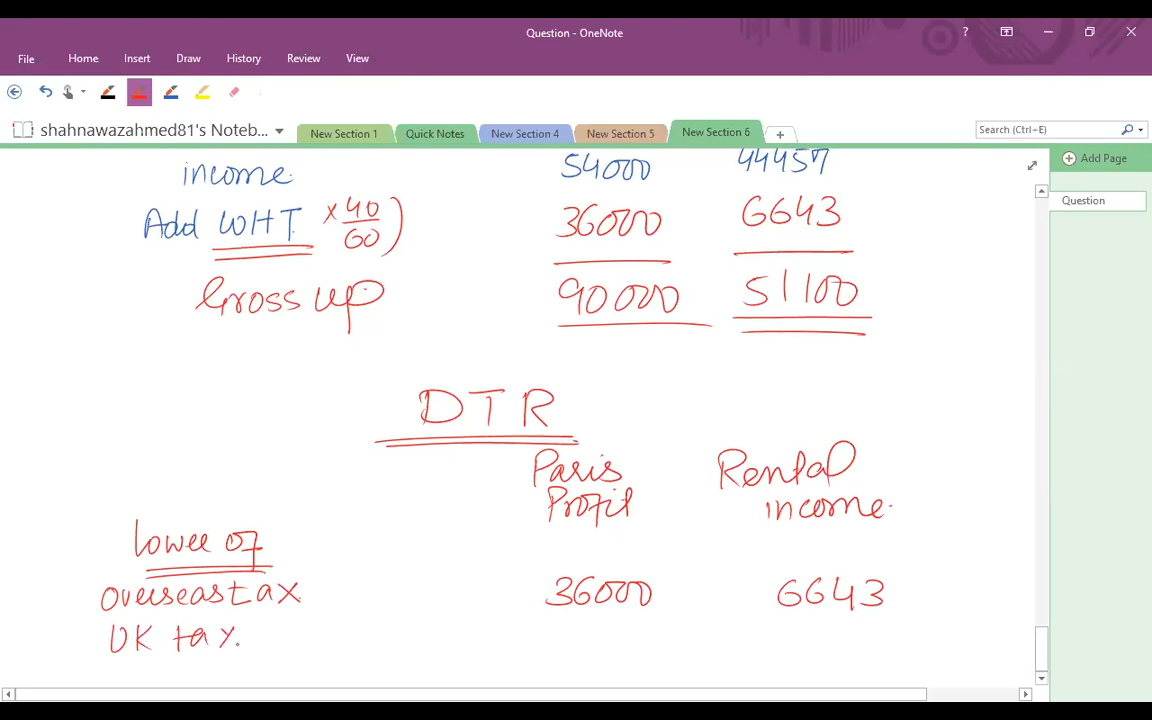 Question - OneNote
?
File Home Insert Draw History Review View
shahnawazahmed81's Noteb... New Section 1 Quick Notes New Section 4 New Section 5 New Section 6 Search (Ctrl+E)
Add Page
Question
income 54000 44457
Add WHT × 40/60) 36000 6643
Gross up 90000 51100
DTR
Paris Rental
Profit income
lowee of
overseas tax 36000 6643
UK tax